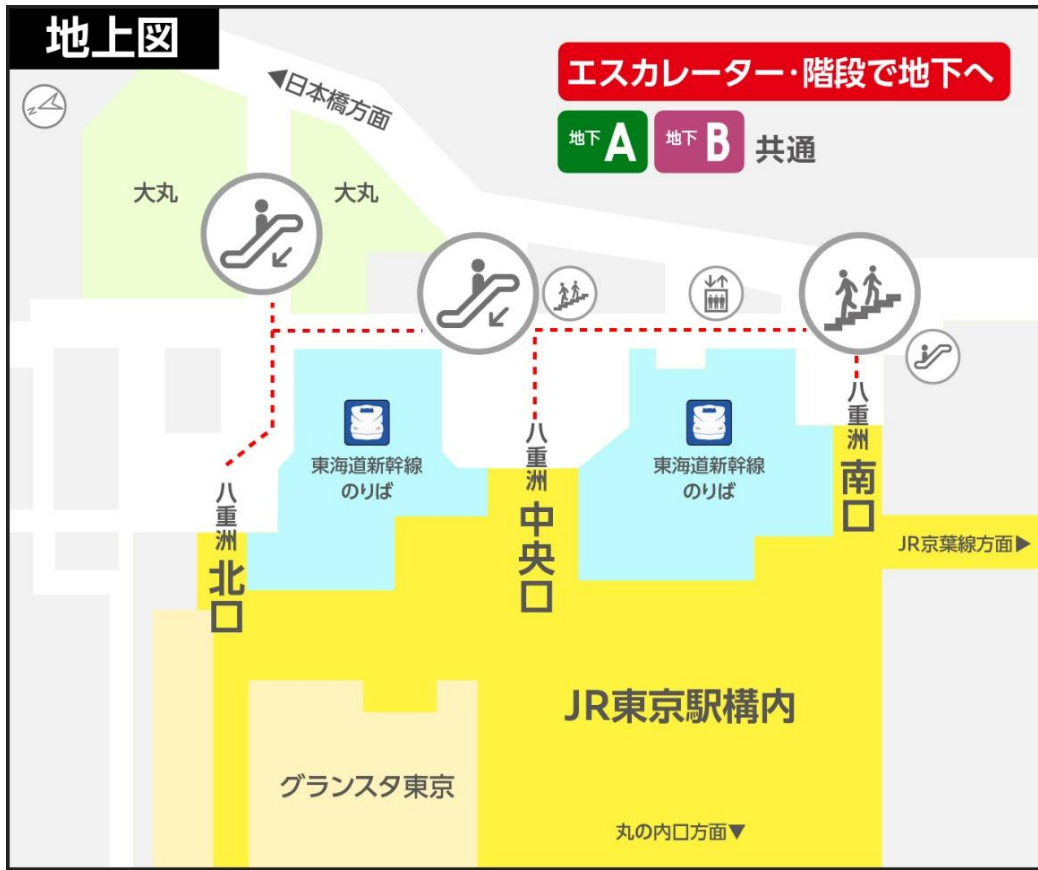 地上図
エスカレーター・階段で地下へ
地下A 地下B 共通
◀日本橋方面
Z
大丸
大丸
東海道新幹線
のりば
東海道新幹線
のりば
八重洲
北口
八重洲
中央口
八重洲
南口
JR京葉線方面▶
JR東京駅構内
グランスタ東京
丸の内口方面▼